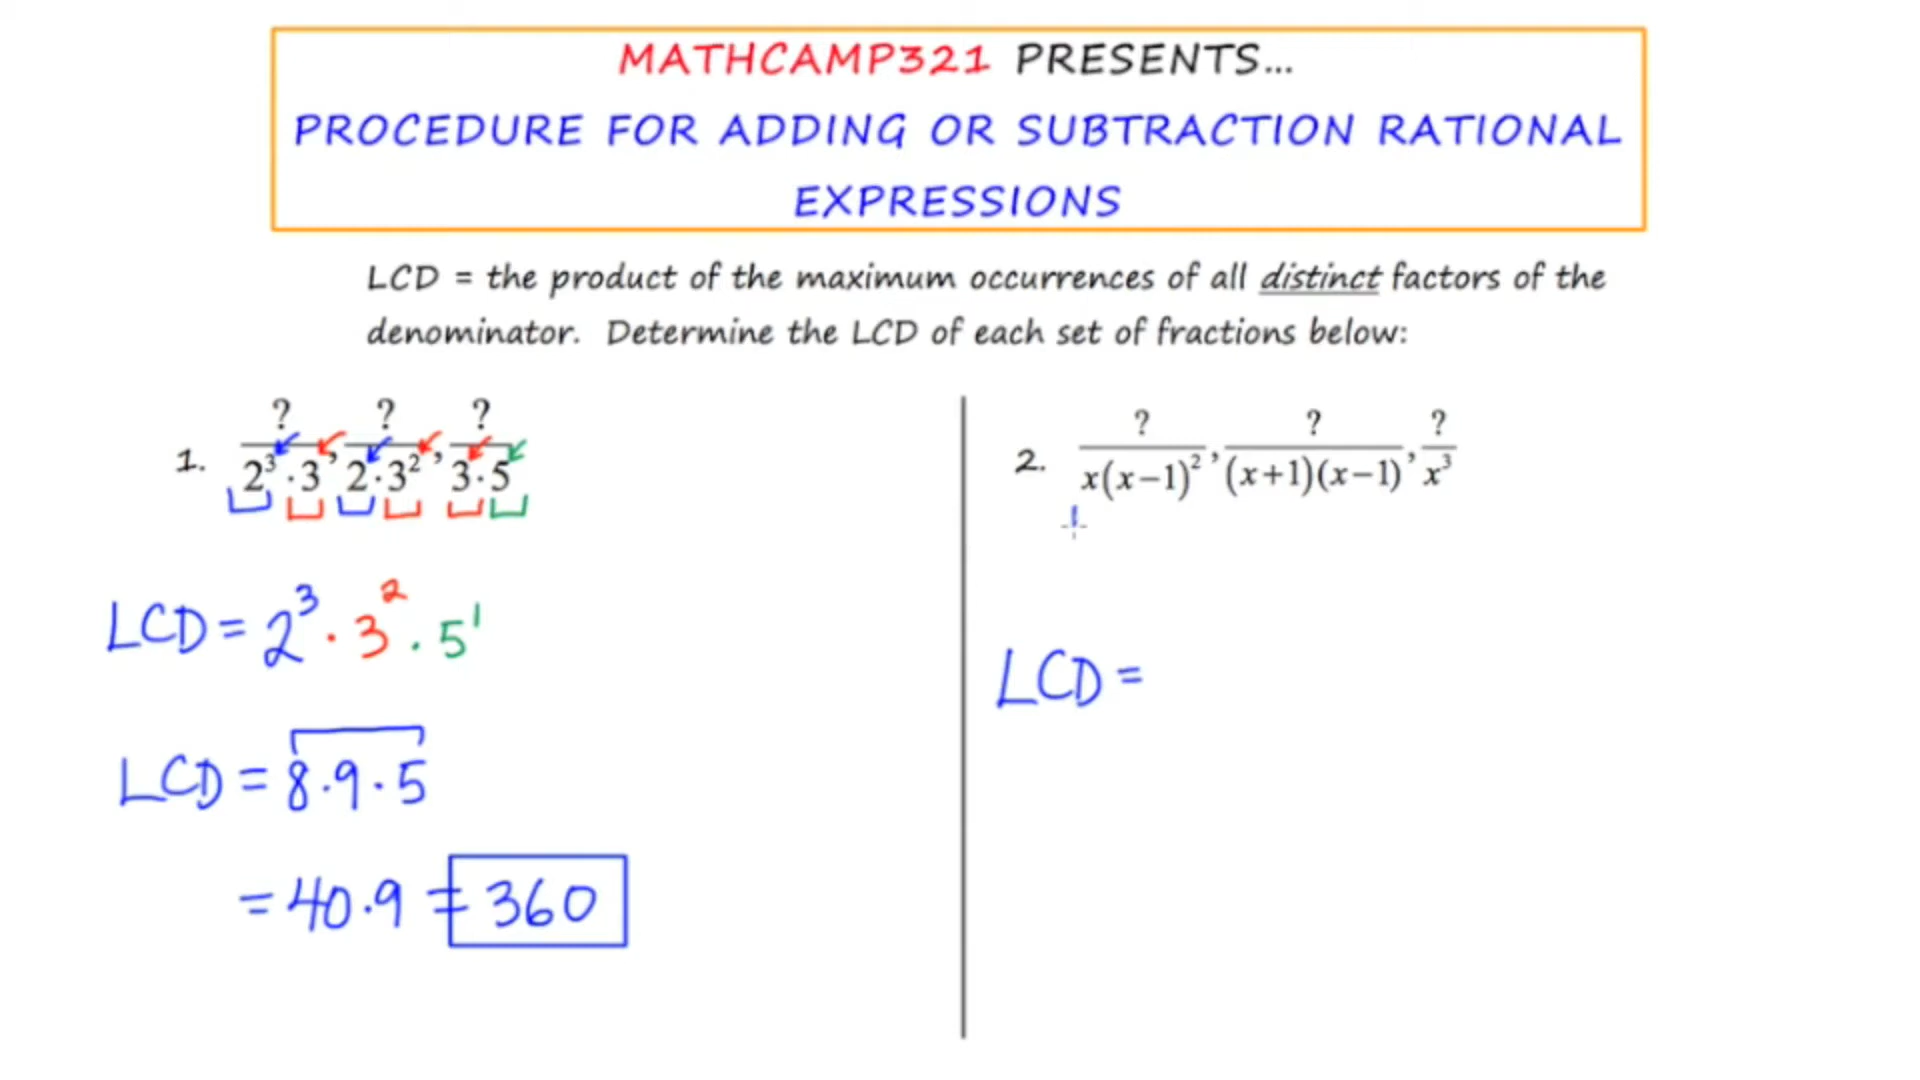 MATHCAMP321 PRESENTS...
PROCEDURE FOR ADDING OR SUBTRACTION RATIONAL
EXPRESSIONS
LCD = the product of the maximum occurrences of all distinct factors of the
denominator. Determine the LCD of each set of fractions below:
1. ?/(2³·3), ?/(2·3²), ?/(3·5)
LCD = 2³ · 3² · 5¹
LCD = 8·9·5
= 40·9 = 360
2. ?/(x(x−1)²), ?/((x+1)(x−1)), ?/x³
LCD =